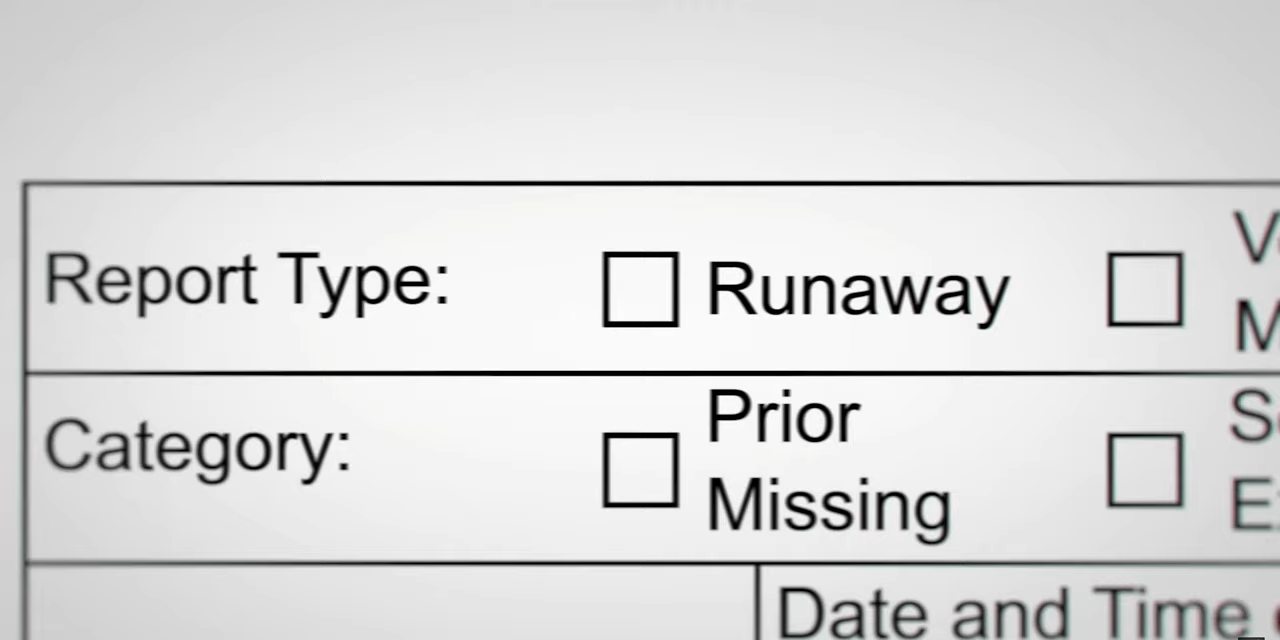 Report Type: Runaway
Category: Prior
Missing
Date and Time